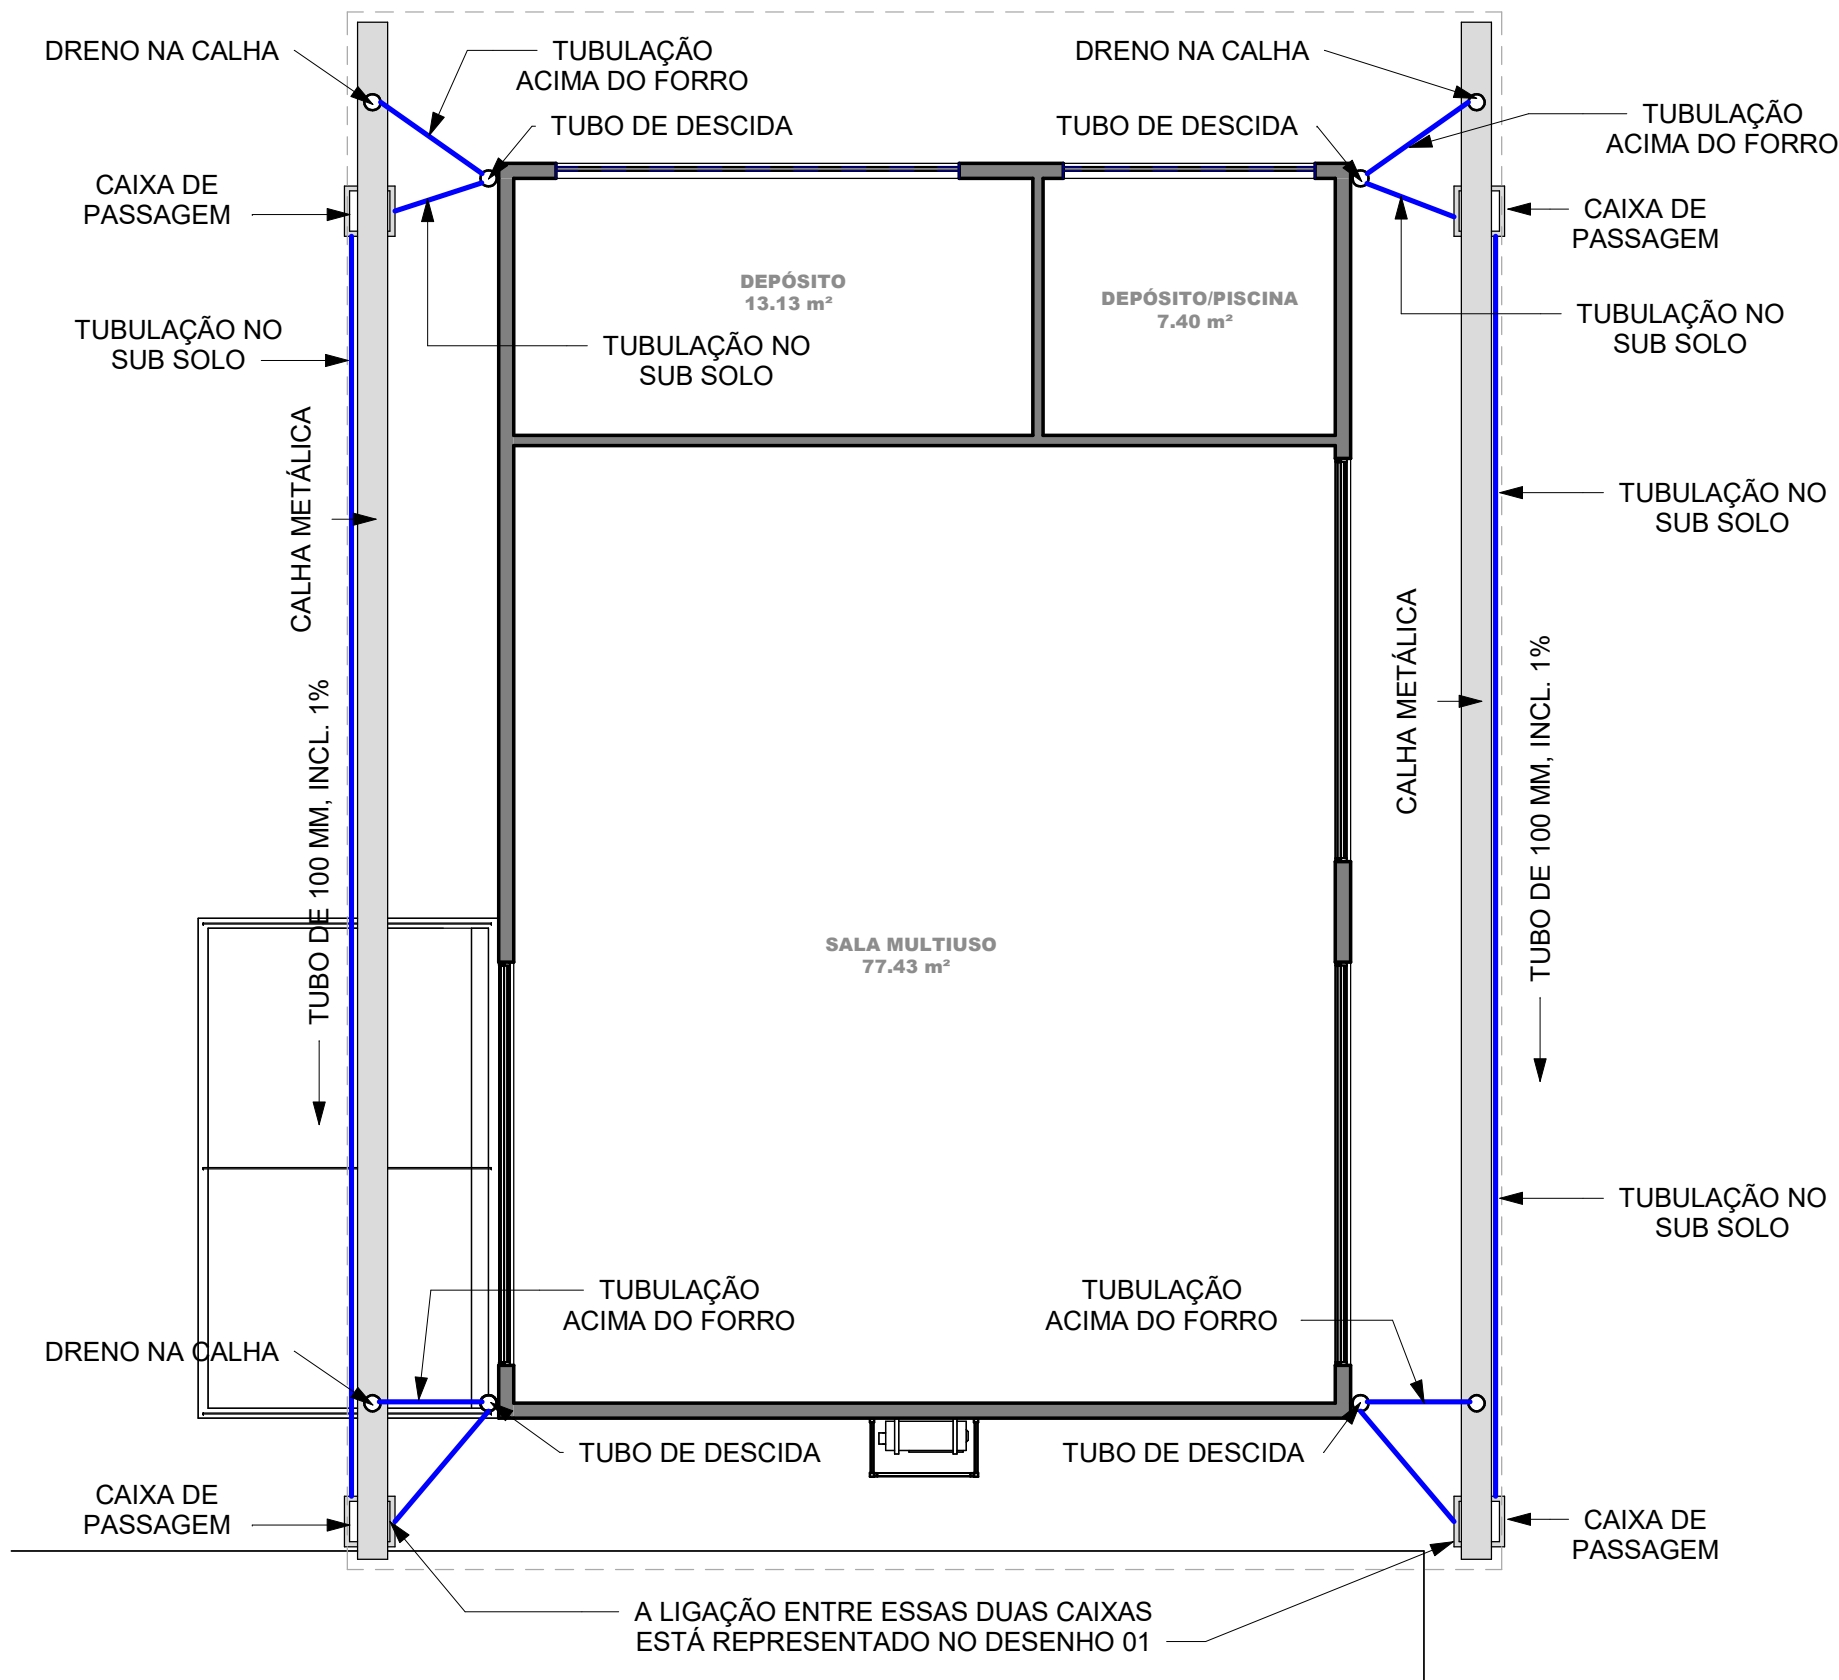 DRENO NA CALHA
TUBULAÇÃO
ACIMA DO FORRO
DRENO NA CALHA
TUBULAÇÃO
ACIMA DO FORRO
TUBO DE DESCIDA
TUBO DE DESCIDA
CAIXA DE
PASSAGEM
CAIXA DE
PASSAGEM
DEPÓSITO
13.13 m²
DEPÓSITO/PISCINA
7.40 m²
TUBULAÇÃO NO
SUB SOLO
TUBULAÇÃO NO
SUB SOLO
TUBULAÇÃO NO
SUB SOLO
CALHA METÁLICA
TUBULAÇÃO NO
SUB SOLO
CALHA METÁLICA
TUBO DE 100 MM, INCL. 1%
TUBO DE 100 MM, INCL. 1%
SALA MULTIUSO
77.43 m²
TUBULAÇÃO NO
SUB SOLO
TUBULAÇÃO
ACIMA DO FORRO
TUBULAÇÃO
ACIMA DO FORRO
DRENO NA CALHA
TUBO DE DESCIDA
TUBO DE DESCIDA
CAIXA DE
PASSAGEM
CAIXA DE
PASSAGEM
A LIGAÇÃO ENTRE ESSAS DUAS CAIXAS
ESTÁ REPRESENTADO NO DESENHO 01